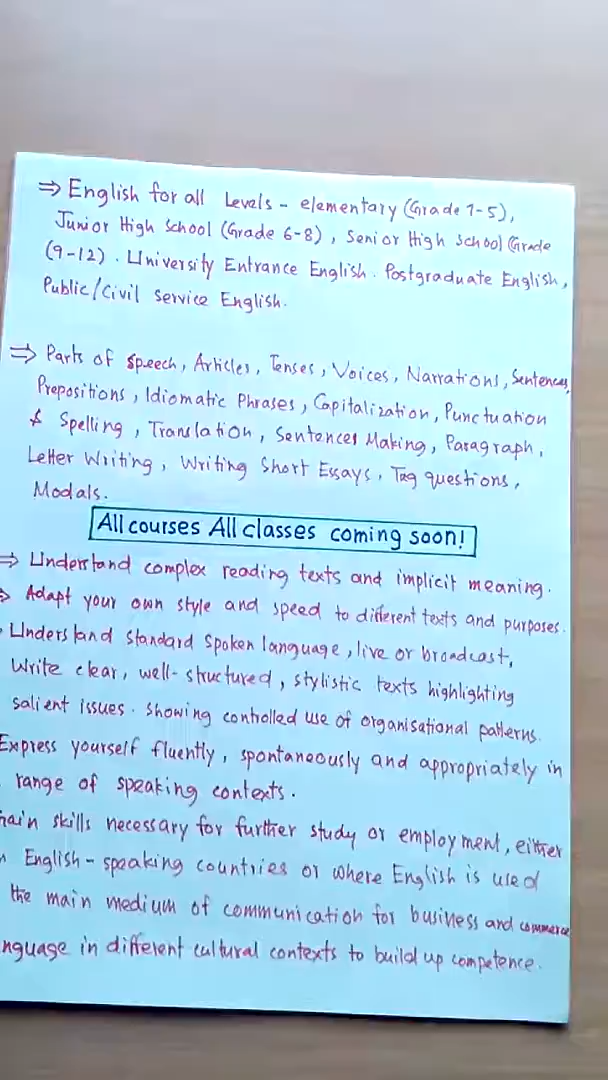 ⇒ English for all Levels - elementary (Grade 1-5),
Junior High School (Grade 6-8), Senior High School (Grade
(9-12). University Entrance English. Postgraduate English,
Public/Civil Service English.
⇒ Parts of Speech, Articles, Tenses, Voices, Narrations, Sentences,
Prepositions, Idiomatic Phrases, Capitalization, Punctuation
& Spelling, Translation, Sentences Making, Paragraph,
Letter Writing, Writing Short Essays, Tag questions,
Modals.
All courses All classes coming soon!
⇒ Understand complex reading texts and implicit meaning.
⇒ Adapt your own style and speed to different texts and purposes.
Understand standard spoken language, live or broadcast,
Write clear, well-structured, stylistic texts highlighting
salient issues. showing controlled use of organisational patterns.
Express yourself fluently, spontaneously and appropriately in
range of speaking contexts.
skills necessary for further study or employment, either
English-speaking countries or where English is used
the main medium of communication for business and commerce
nguage in different cultural contexts to build up competence.